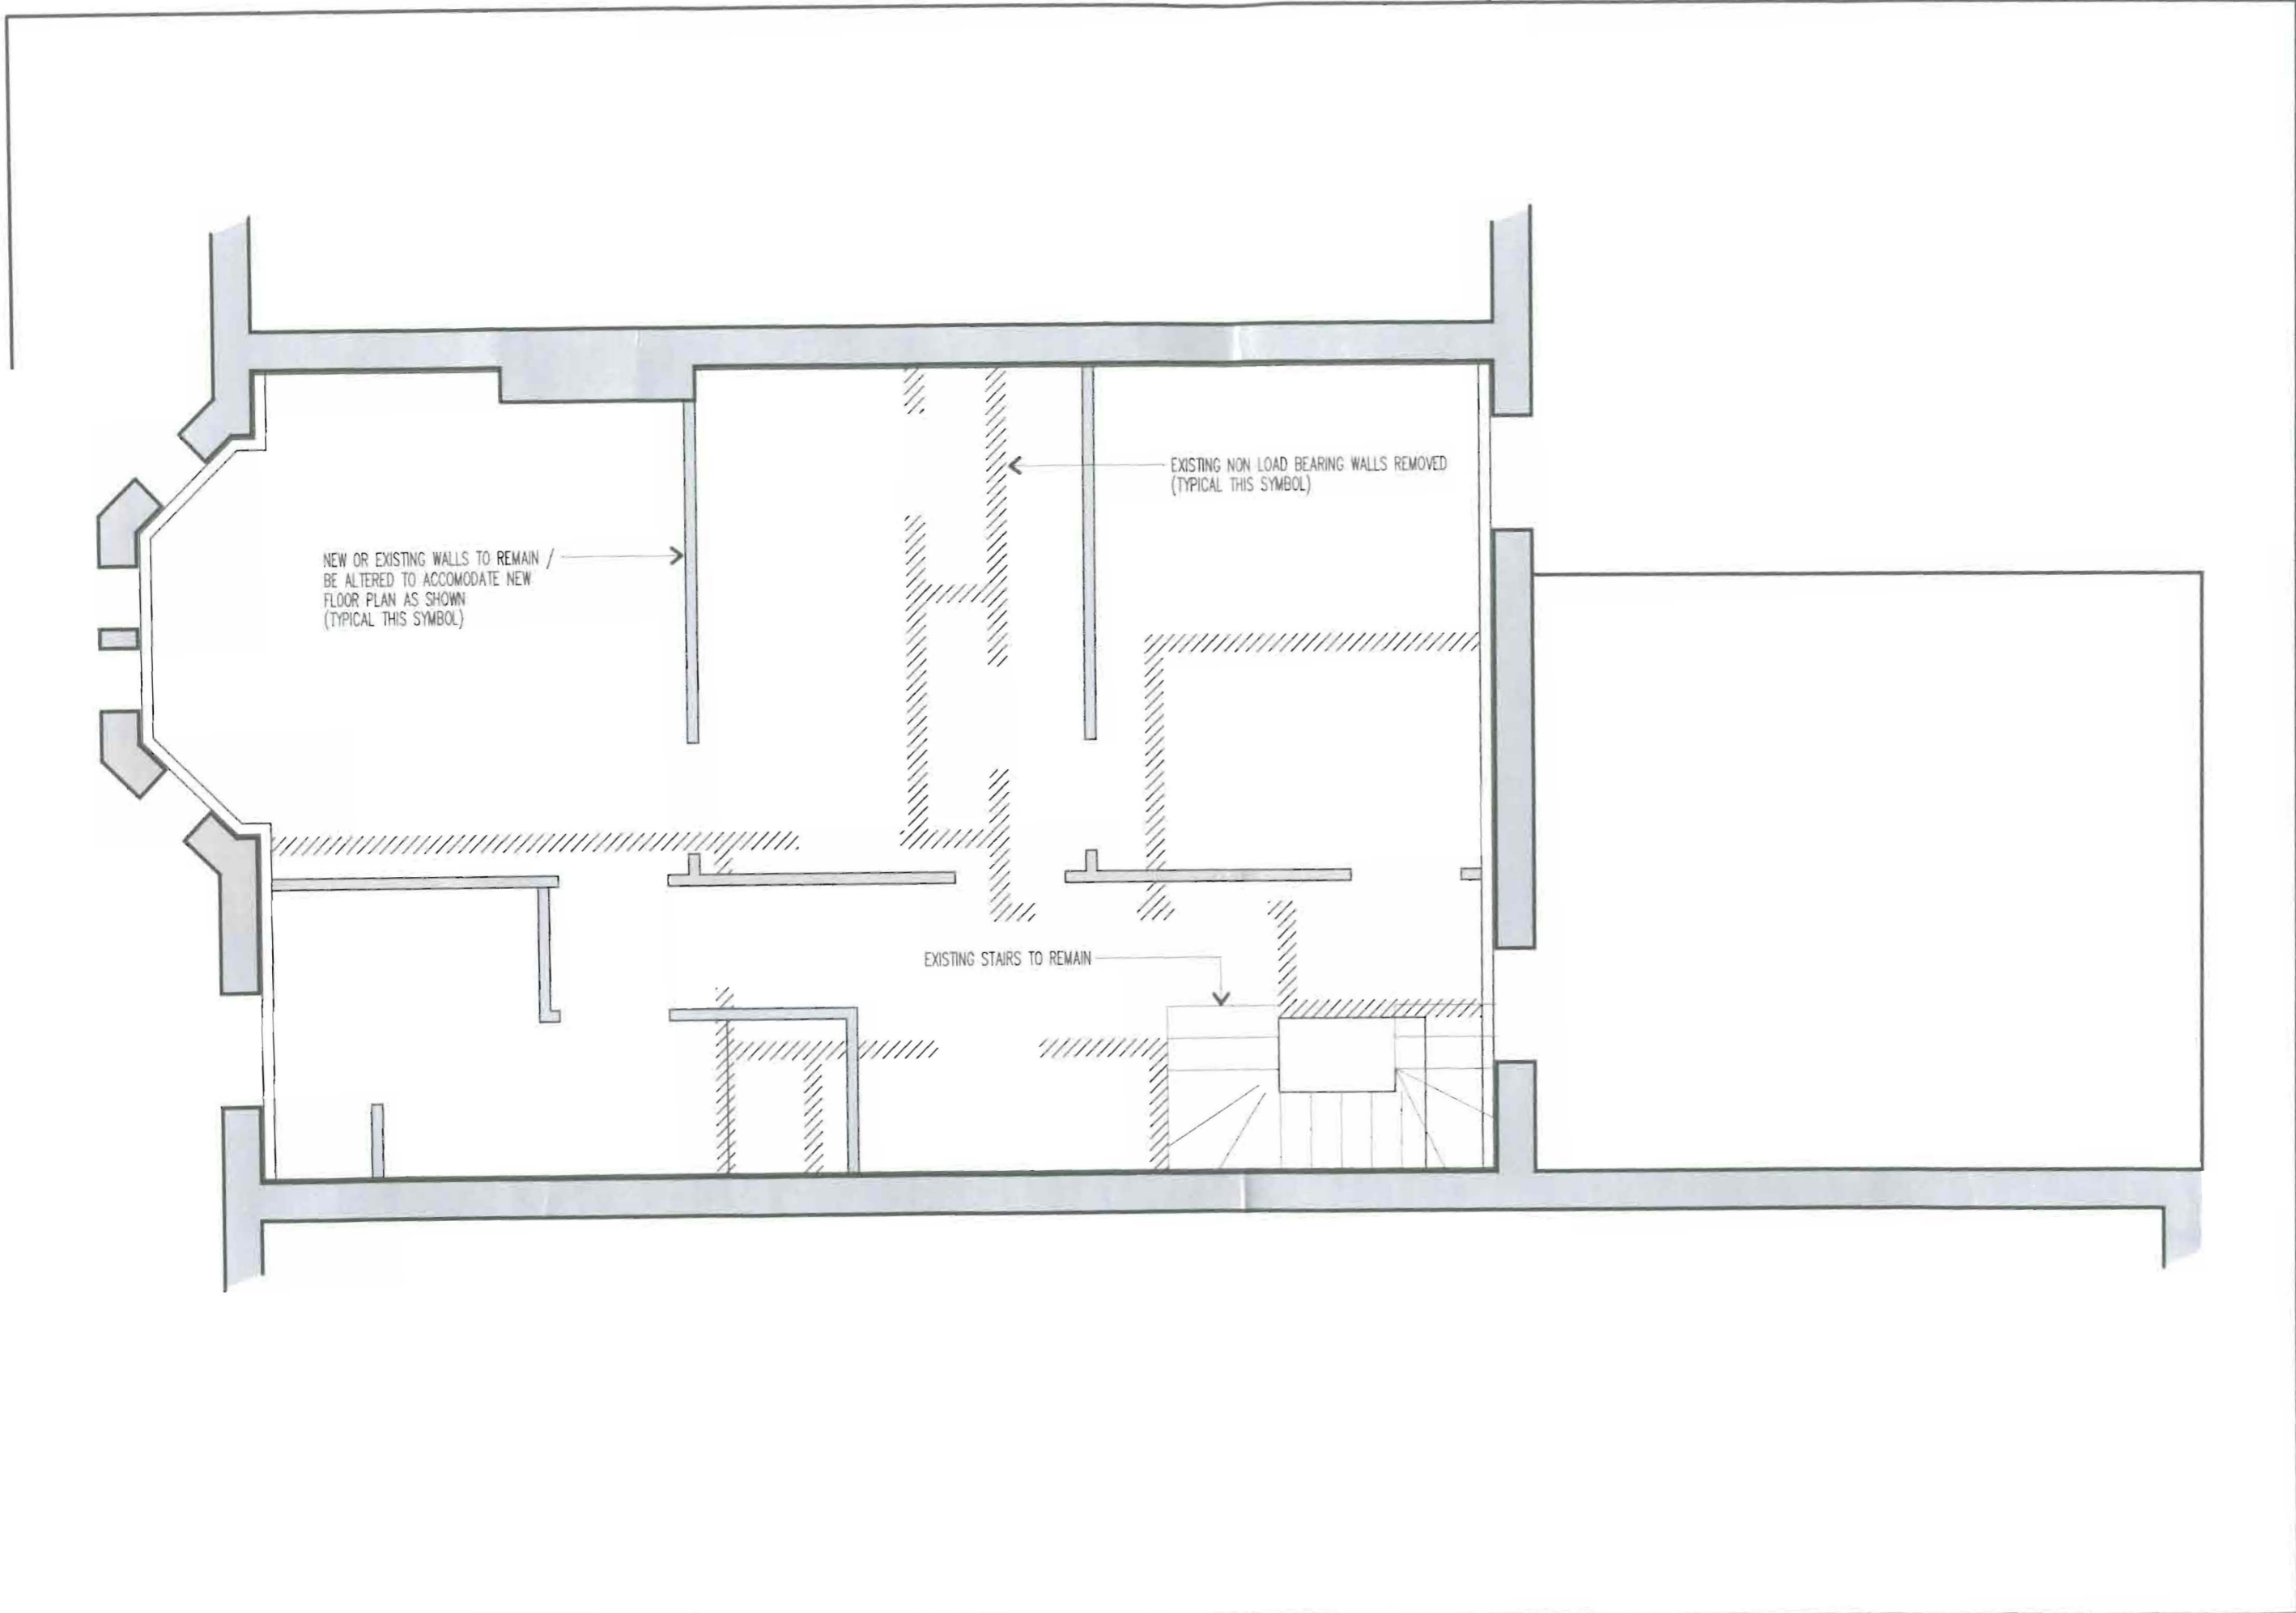 EXISTING NON LOAD BEARING WALLS REMOVED
(TYPICAL THIS SYMBOL)
NEW OR EXISTING WALLS TO REMAIN /
BE ALTERED TO ACCOMODATE NEW
FLOOR PLAN AS SHOWN
(TYPICAL THIS SYMBOL)
EXISTING STAIRS TO REMAIN